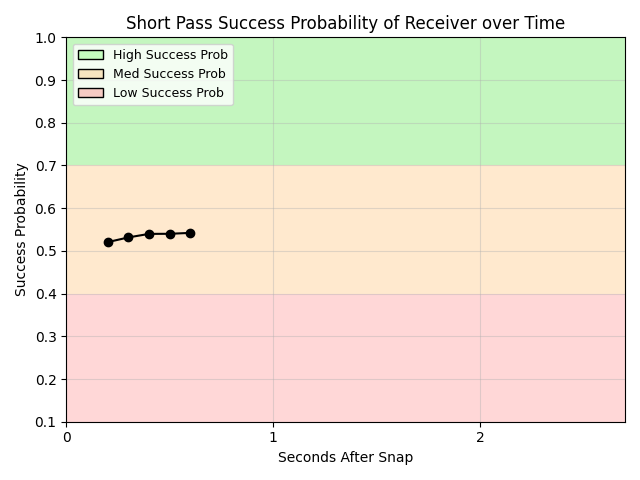 Short Pass Success Probability of Receiver over Time
High Success Prob
Med Success Prob
Low Success Prob
Success Probability
1.0
0.9
0.8
0.7
0.6
0.5
0.4
0.3
0.2
0.1
0
1
2
Seconds After Snap